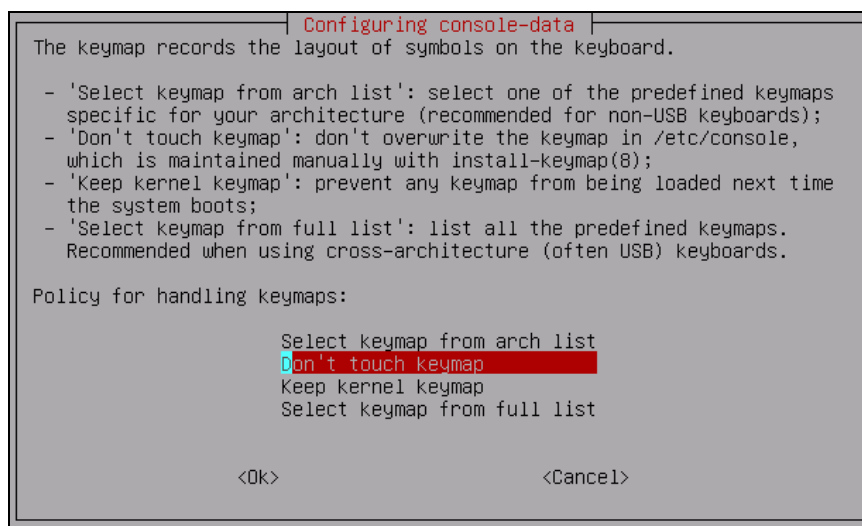 Configuring console-data
The keymap records the layout of symbols on the keyboard.
- 'Select keymap from arch list': select one of the predefined keymaps
specific for your architecture (recommended for non-USB keyboards);
- 'Don't touch keymap': don't overwrite the keymap in /etc/console,
which is maintained manually with install-keymap(8);
- 'Keep kernel keymap': prevent any keymap from being loaded next time
the system boots;
- 'Select keymap from full list': list all the predefined keymaps.
Recommended when using cross-architecture (often USB) keyboards.
Policy for handling keymaps:
Select keymap from arch list
Don't touch keymap
Keep kernel keymap
Select keymap from full list
<Ok> <Cancel>